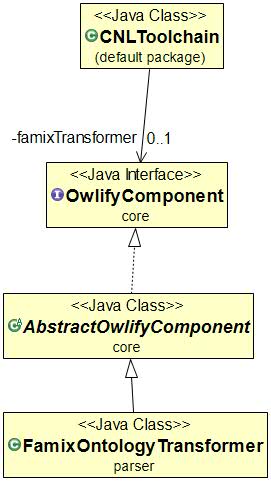 <<Java Class>>
CNLToolchain
(default package)
-famixTransformer 0..1
<<Java Interface>>
OwlifyComponent
core
<<Java Class>>
AbstractOwlifyComponent
core
<<Java Class>>
FamixOntologyTransformer
parser